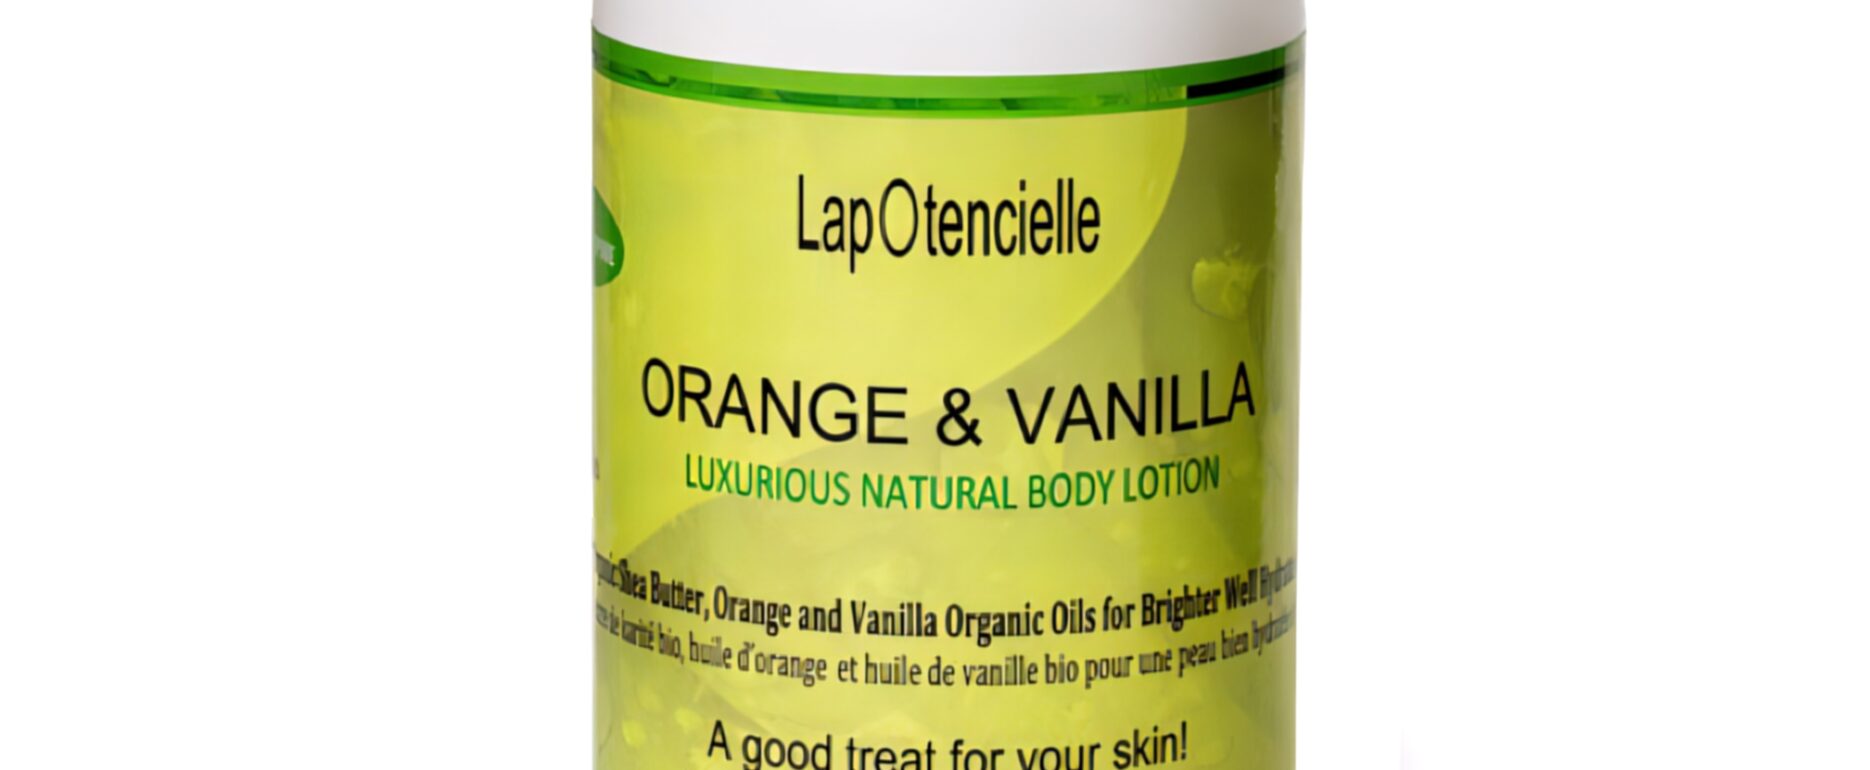 LapOtencielle
ORANGE & VANILLA
LUXURIOUS NATURAL BODY LOTION
Shea Butter, Orange and Vanilla Organic Oils for Brighter Well
karité bio, huile d'orange et huile de vanille bio pour une peau bien
A good treat for your skin!